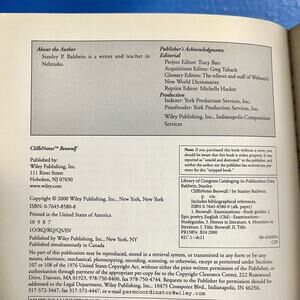 About the Author
Stanley P. Baldwin is a writer and teacher in
Nebraska.
Publisher's Acknowledgments
Editorial
Project Editor: Tracy Barr
Acquisitions Editor: Greg Tubach
Glossary Editors: The editors and staff of Webster's
New World Dictionaries
Reprint Editor: Michelle Hacker
Production
Indexer: York Production Services, Inc.
Proofreader: York Production Services, Inc.
Wiley Publishing, Inc., Indianapolis Composition
Services
CliffsNotes™ Beowulf
Published by:
Wiley Publishing, Inc.
111 River Street
Hoboken, NJ 07030
www.wiley.com
Note: If you purchased this book without a cover, you
should be aware that this book is stolen property. It was
reported as "unsold and destroyed" to the publisher, and
neither the author nor the publisher has received any
payment for this "stripped book."
Copyright © 2000 Wiley Publishing, Inc., New York, New York
ISBN: 0-7645-8580-8
Printed in the United States of America
10 9 8 7
1O/RQ/RQ/QS/IN
Published by Wiley Publishing, Inc., New York, NY
Published simultaneously in Canada
Library of Congress Cataloging-in-Publication Data
Baldwin, Stanley
CliffsNotes Beowulf / by Stanley Baldwin.
p. cm.
Includes index.
ISBN 0-7645-8580-8 (alk. paper)
1. Beowulf--Examinations--Study guides. 2
Epic poetry, English (Old)--Examinations--
Study guides. 3. Heroes in literature. 4. Monsters in
literature. I. Title: Beowulf. II. Title.
PR1585 2000
829'.3--dc21
CIP
No part of this publication may be reproduced, stored in a retrieval system, or transmitted in any form or by any
means, electronic, mechanical, photocopying, recording, scanning, or otherwise, except as permitted under Sections
107 or 108 of the 1976 United States Copyright Act, without either the prior written permission of the Publisher, or
authorization through payment of the appropriate per-copy fee to the Copyright Clearance Center, 222 Rosewood
Drive, Danvers, MA 01923, 978-750-8400, fax Requests to the Publisher for permission should be
addressed to the Legal Department, Wiley Publishing, Inc., 10475 Crosspoint Blvd., Indianapolis, IN 46256,
317-572-3447, fax 317-572-4447, or e-mail permcoordinator@wiley.com